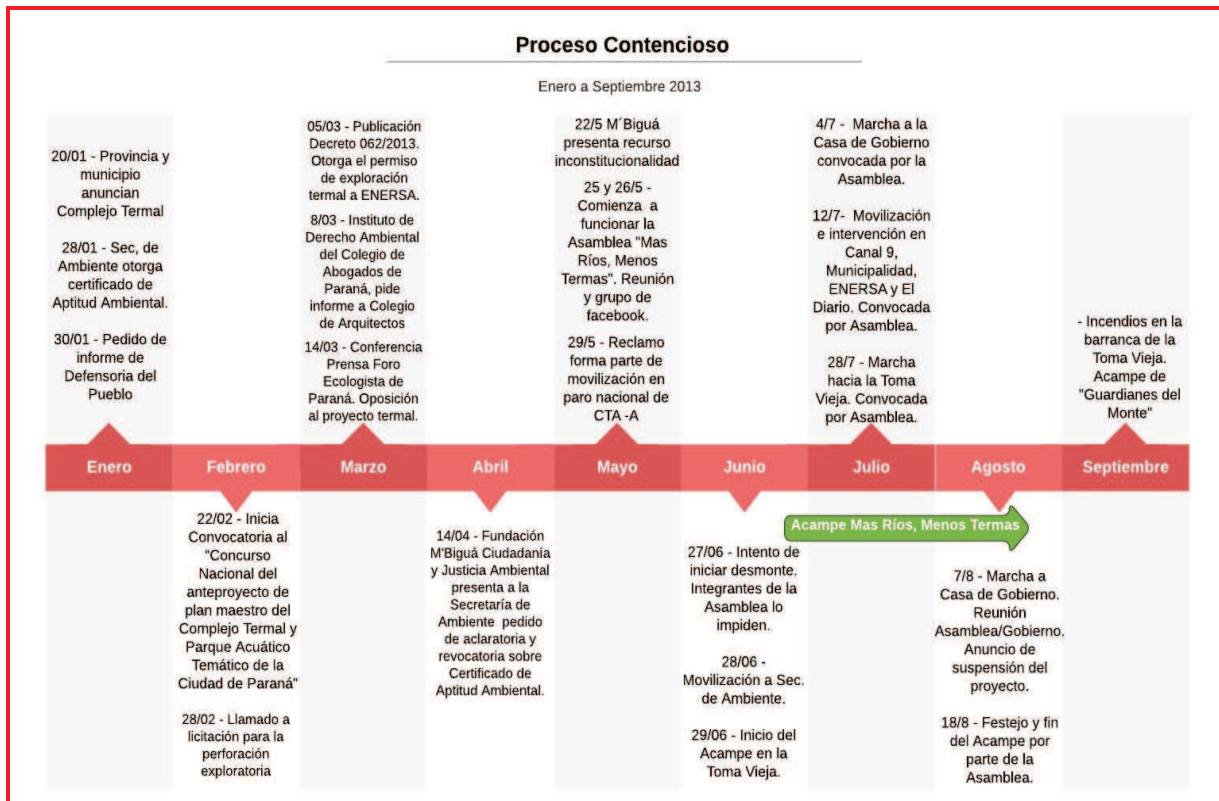 Proceso Contencioso
Enero a Septiembre 2013
20/01 - Provincia y
municipio
anuncian
Complejo Termal
28/01 - Sec, de
Ambiente otorga
certificado de
Aptitud Ambiental.
30/01 - Pedido de
informe de
Defensoria del
Pueblo
05/03 - Publicación
Decreto 062/2013.
Otorga el permiso
de exploración
termal a ENERSA.
8/03 - Instituto de
Derecho Ambiental
del Colegio de
Abogados de
Paraná, pide
informe a Colegio
de Arquitectos
14/03 - Conferencia
Prensa Foro
Ecologista de
Paraná. Oposición
al proyecto termal.
22/5 M´Biguá
presenta recurso
inconstitucionalidad
25 y 26/5 -
Comienza a
funcionar la
Asamblea "Mas
Ríos, Menos
Termas". Reunión
y grupo de
facebook.
29/5 - Reclamo
forma parte de
movilización en
paro nacional de
CTA -A
4/7 - Marcha a la
Casa de Gobierno
convocada por la
Asamblea.
12/7- Movilización
e intervención en
Canal 9,
Municipalidad,
ENERSA y El
Diario. Convocada
por Asamblea.
28/7 - Marcha
hacia la Toma
Vieja. Convocada
por Asamblea.
- Incendios en la
barranca de la
Toma Vieja.
Acampe de
"Guardianes del
Monte"
Enero Febrero Marzo Abril Mayo Junio Julio Agosto Septiembre
22/02 - Inicia
Convocatoria al
"Concurso
Nacional del
anteproyecto de
plan maestro del
Complejo Termal y
Parque Acuático
Temático de la
Ciudad de Paraná"
28/02 - Llamado a
licitación para la
perforación
exploratoria
14/04 - Fundación
M'Biguá Ciudadanía
y Justicia Ambiental
presenta a la
Secretaría de
Ambiente pedido
de aclaratoria y
revocatoria sobre
Certificado de
Aptitud Ambiental.
Acampe Mas Ríos, Menos Termas
27/06 - Intento de
iniciar desmonte.
Integrantes de la
Asamblea lo
impiden.
28/06 -
Movilización a Sec.
de Ambiente.
29/06 - Inicio del
Acampe en la
Toma Vieja.
7/8 - Marcha a
Casa de Gobierno.
Reunión
Asamblea/Gobierno.
Anuncio de
suspensión del
proyecto.
18/8 - Festejo y fin
del Acampe por
parte de la
Asamblea.